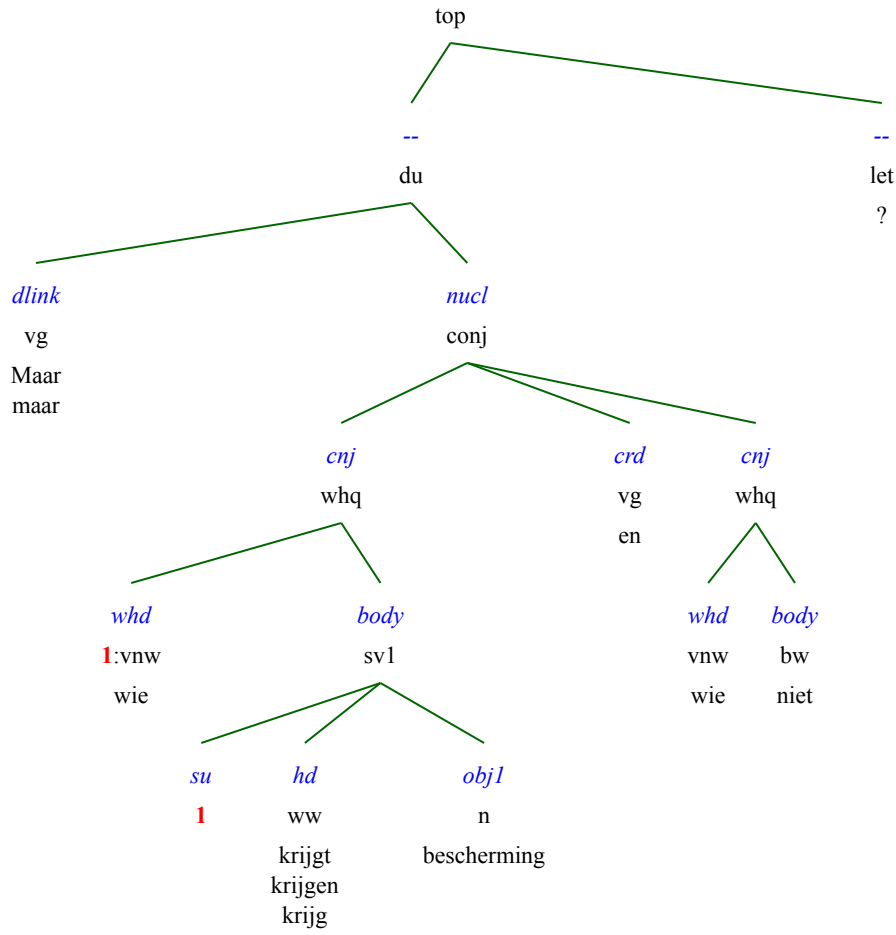 top
-- --
du let
?
dlink nucl
vg conj
Maar
maar
cnj crd cnj
whq vg whq
en
whd body whd body
1:vnw sv1 vnw bw
wie wie niet
su hd obj1
1 ww n
krijgt bescherming
krijgen
krijg